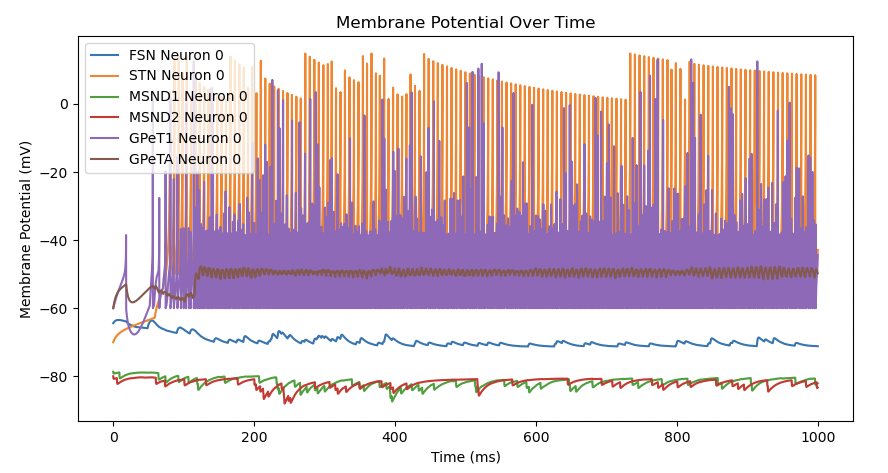 Membrane Potential Over Time
FSN Neuron 0
STN Neuron 0
MSND1 Neuron 0
MSND2 Neuron 0
GPeT1 Neuron 0
GPeTA Neuron 0
Membrane Potential (mV)
0
−20
−40
−60
−80
0 200 400 600 800 1000
Time (ms)